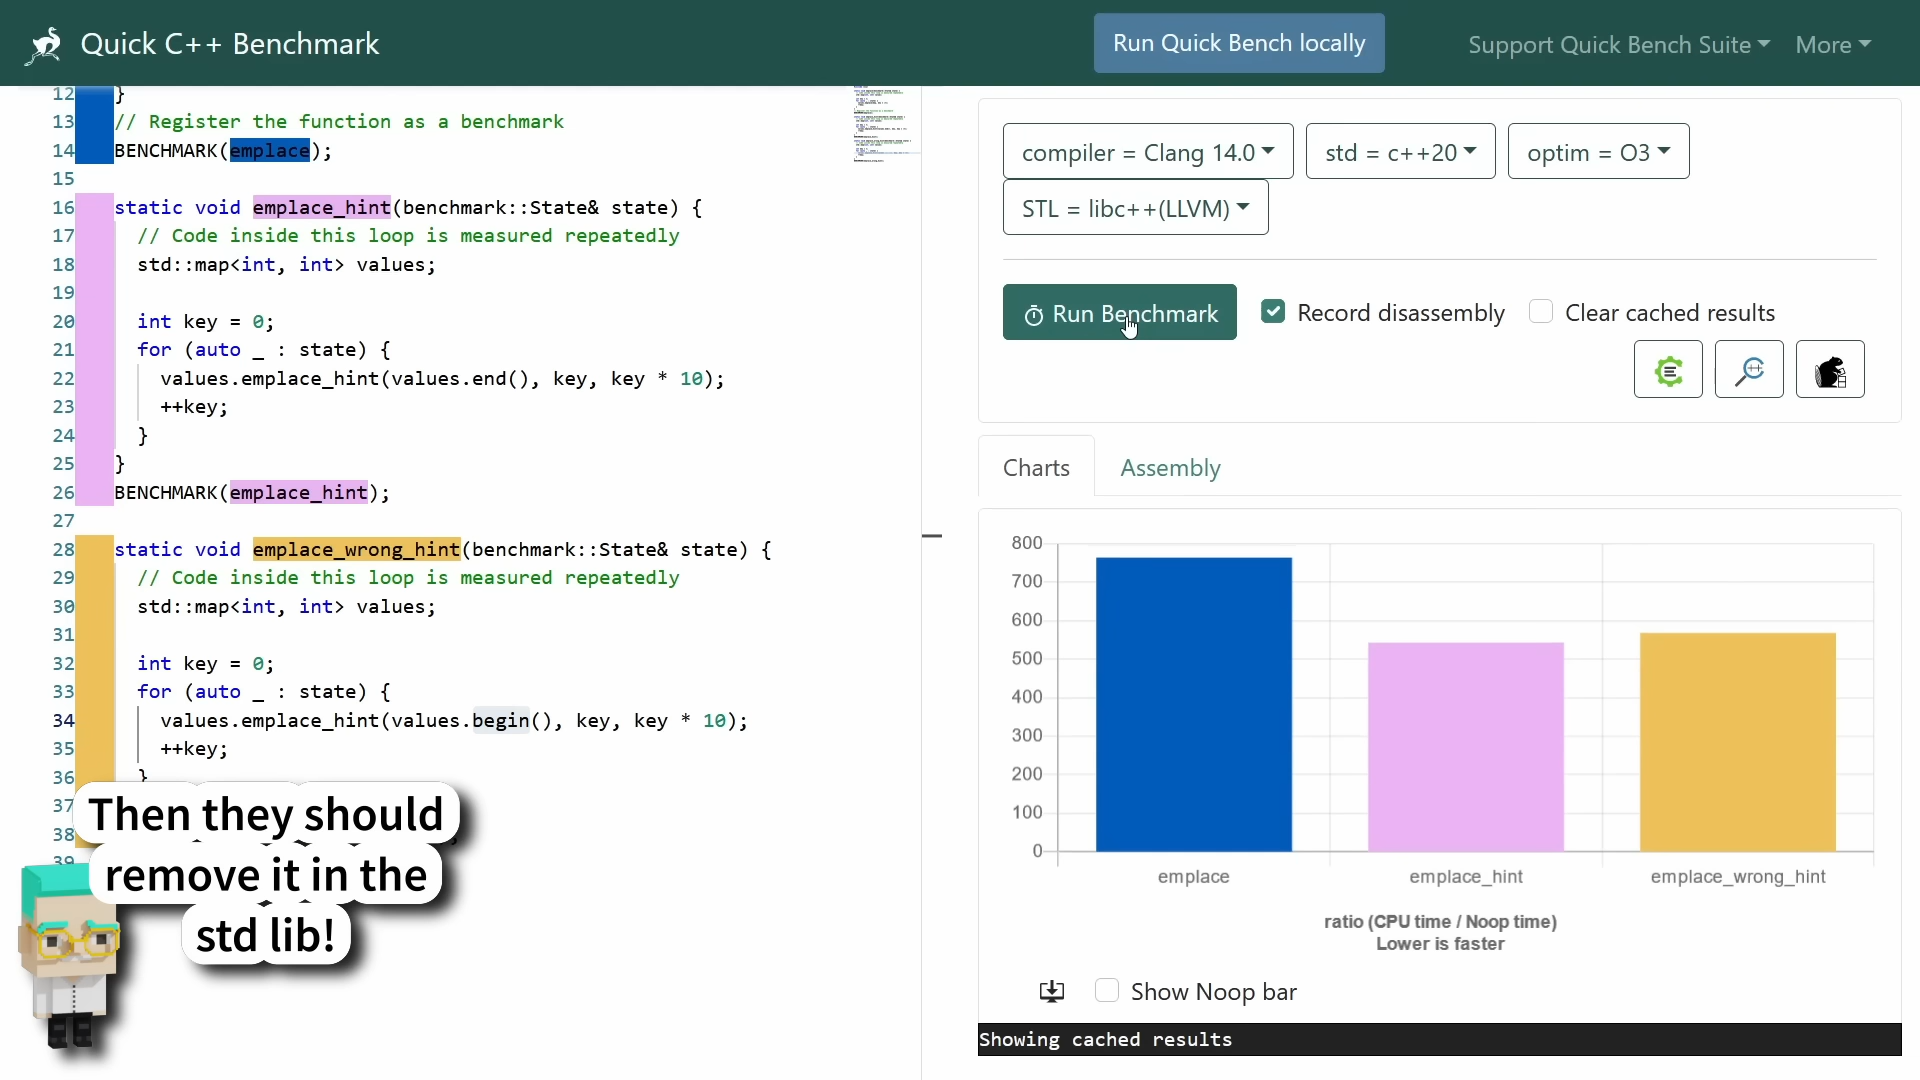 Quick C++ Benchmark
Run Quick Bench locally
Support Quick Bench Suite
More
12 }
13 // Register the function as a benchmark
14 BENCHMARK(emplace);
15
16 static void emplace_hint(benchmark::State& state) {
17 // Code inside this loop is measured repeatedly
18 std::map<int, int> values;
19
20 int key = 0;
21 for (auto _ : state) {
22 values.emplace_hint(values.end(), key, key * 10);
23 ++key;
24 }
25 }
26 BENCHMARK(emplace_hint);
27
28 static void emplace_wrong_hint(benchmark::State& state) {
29 // Code inside this loop is measured repeatedly
30 std::map<int, int> values;
31
32 int key = 0;
33 for (auto _ : state) {
34 values.emplace_hint(values.begin(), key, key * 10);
35 ++key;
36 }
37
38
39
Then they should
remove it in the
std lib!
compiler = Clang 14.0
std = c++20
optim = O3
STL = libc++(LLVM)
Run Benchmark
Record disassembly
Clear cached results
Charts
Assembly
800
700
600
500
400
300
200
100
0
emplace
emplace_hint
emplace_wrong_hint
ratio (CPU time / Noop time)
Lower is faster
Show Noop bar
Showing cached results